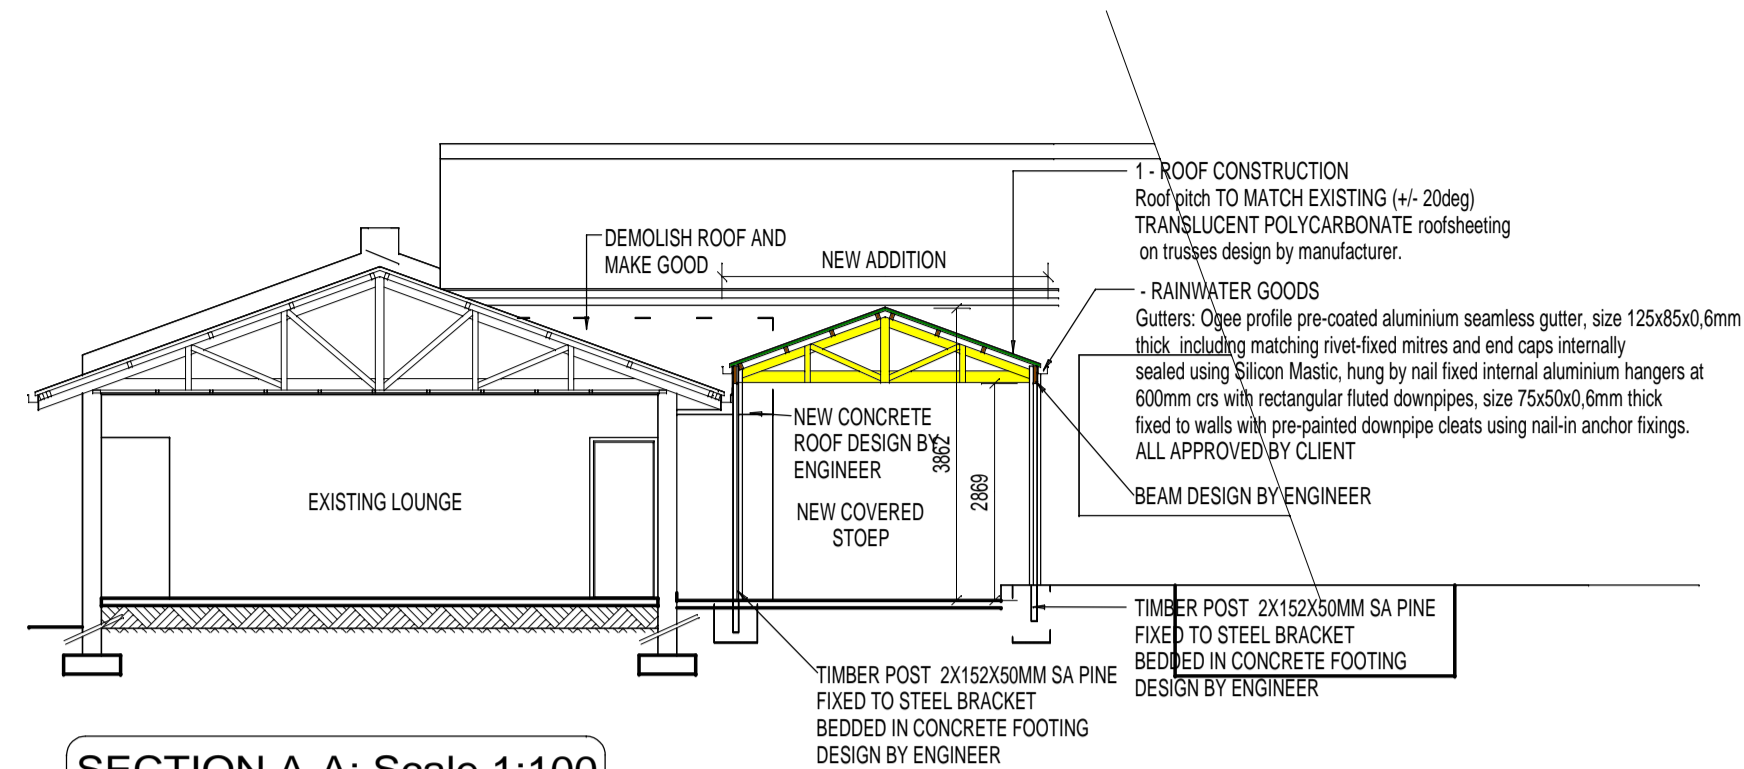 1 - ROOF CONSTRUCTION
Roof pitch TO MATCH EXISTING (+/- 20deg)
TRANSLUCENT POLYCARBONATE roofsheeting
on trusses design by manufacturer.
DEMOLISH ROOF AND
MAKE GOOD
NEW ADDITION
- RAINWATER GOODS
Gutters: Ogee profile pre-coated aluminium seamless gutter, size 125x85x0,6mm
thick including matching rivet-fixed mitres and end caps internally
sealed using Silicon Mastic, hung by nail fixed internal aluminium hangers at
600mm crs with rectangular fluted downpipes, size 75x50x0,6mm thick
fixed to walls with pre-painted downpipe cleats using nail-in anchor fixings.
ALL APPROVED BY CLIENT
NEW CONCRETE
ROOF DESIGN BY
ENGINEER
3862
2869
BEAM DESIGN BY ENGINEER
EXISTING LOUNGE
NEW COVERED
STOEP
TIMBER POST 2X152X50MM SA PINE
FIXED TO STEEL BRACKET
BEDDED IN CONCRETE FOOTING
DESIGN BY ENGINEER
TIMBER POST 2X152X50MM SA PINE
FIXED TO STEEL BRACKET
BEDDED IN CONCRETE FOOTING
DESIGN BY ENGINEER
SECTION A-A: Scale 1:100